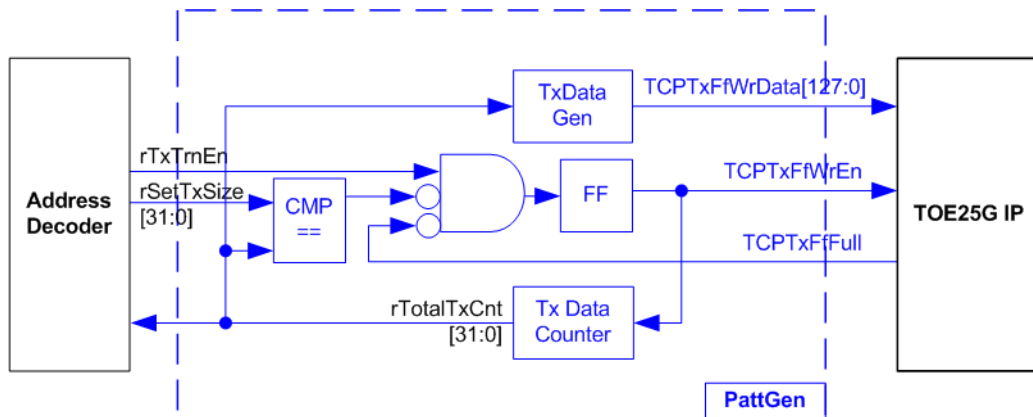 Address
Decoder
rTxTrnEn
rSetTxSize
[31:0]
CMP
==
TxData
Gen
FF
TCPTxFfWrData[127:0]
TCPTxFfWrEn
TCPTxFfFull
rTotalTxCnt
[31:0]
Tx Data
Counter
PattGen
TOE25G IP